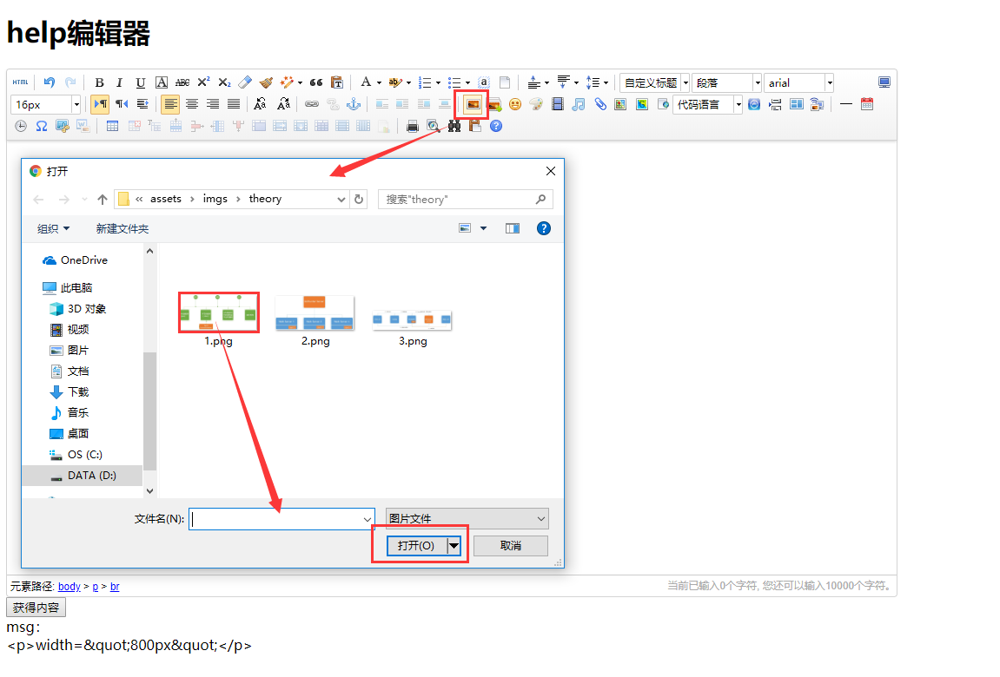 help编辑器
HTML B I U A ABC X² X₂ A ab a 自定义标题 段落 arial
16px 代码语言
打开
« assets › imgs › theory 搜索"theory"
组织 新建文件夹
OneDrive
此电脑
3D 对象
视频
图片
文档
下载
音乐
桌面
OS (C:)
DATA (D:)
1.png 2.png 3.png
文件名(N): 图片文件
打开(O) 取消
元素路径: body > p > br 当前已输入0个字符, 您还可以输入10000个字符。
获得内容
msg:
<p>width=&quot;800px&quot;</p>